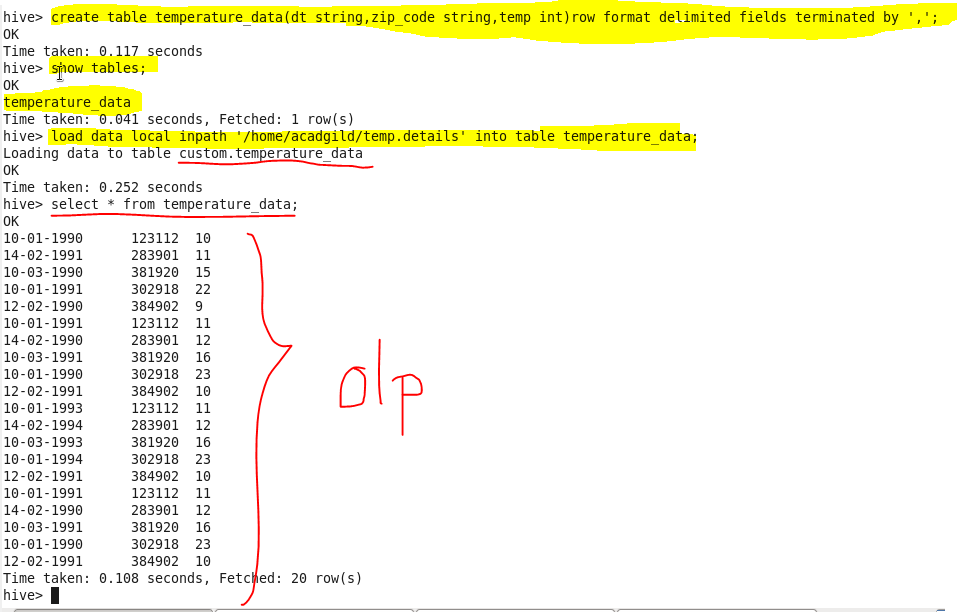 hive> create table temperature_data(dt string,zip_code string,temp int)row format delimited fields terminated by ',';
OK
Time taken: 0.117 seconds
hive> show tables;
OK
temperature_data
Time taken: 0.041 seconds, Fetched: 1 row(s)
hive> load data local inpath '/home/acadgild/temp.details' into table temperature_data;
Loading data to table custom.temperature_data
OK
Time taken: 0.252 seconds
hive> select * from temperature_data;
OK
10-01-1990 123112 10
14-02-1991 283901 11
10-03-1990 381920 15
10-01-1991 302918 22
12-02-1990 384902 9
10-01-1991 123112 11
14-02-1990 283901 12
10-03-1991 381920 16
10-01-1990 302918 23
12-02-1991 384902 10
10-01-1993 123112 11
14-02-1994 283901 12
10-03-1993 381920 16
10-01-1994 302918 23
12-02-1991 384902 10
10-01-1991 123112 11
14-02-1990 283901 12
10-03-1991 381920 16
10-01-1990 302918 23
12-02-1991 384902 10
Time taken: 0.108 seconds, Fetched: 20 row(s)
hive>
olp